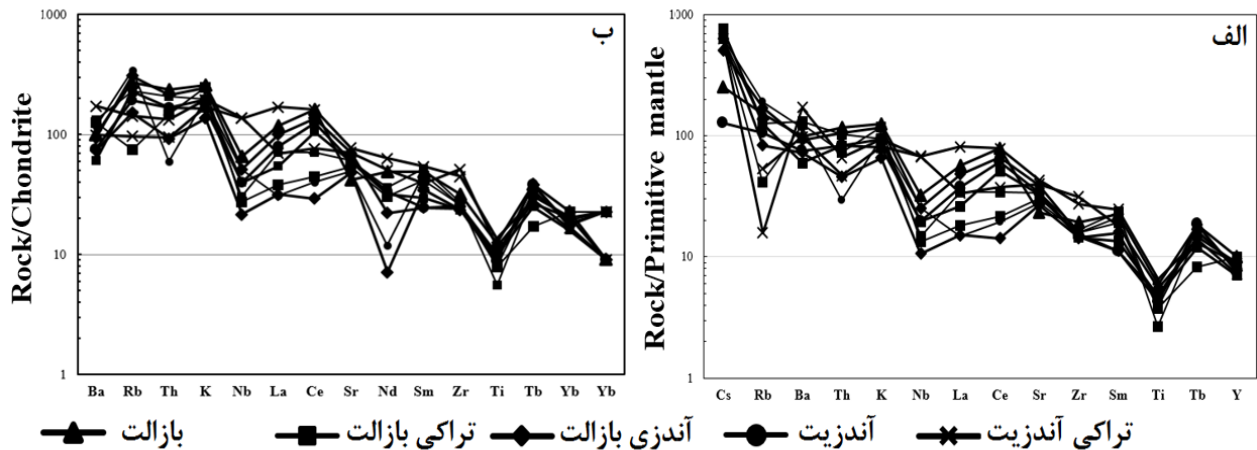 الف
Rock/Primitive mantle
1000
100
10
1
Cs Rb Ba Th K Nb La Ce Sr Zr Sm Ti Tb Y
ب
Rock/Chondrite
1000
100
10
1
Ba Rb Th K Nb La Ce Sr Nd Sm Zr Ti Tb Yb Yb
بازالت تراکی بازالت آندزی بازالت آندزیت تراکی آندزیت